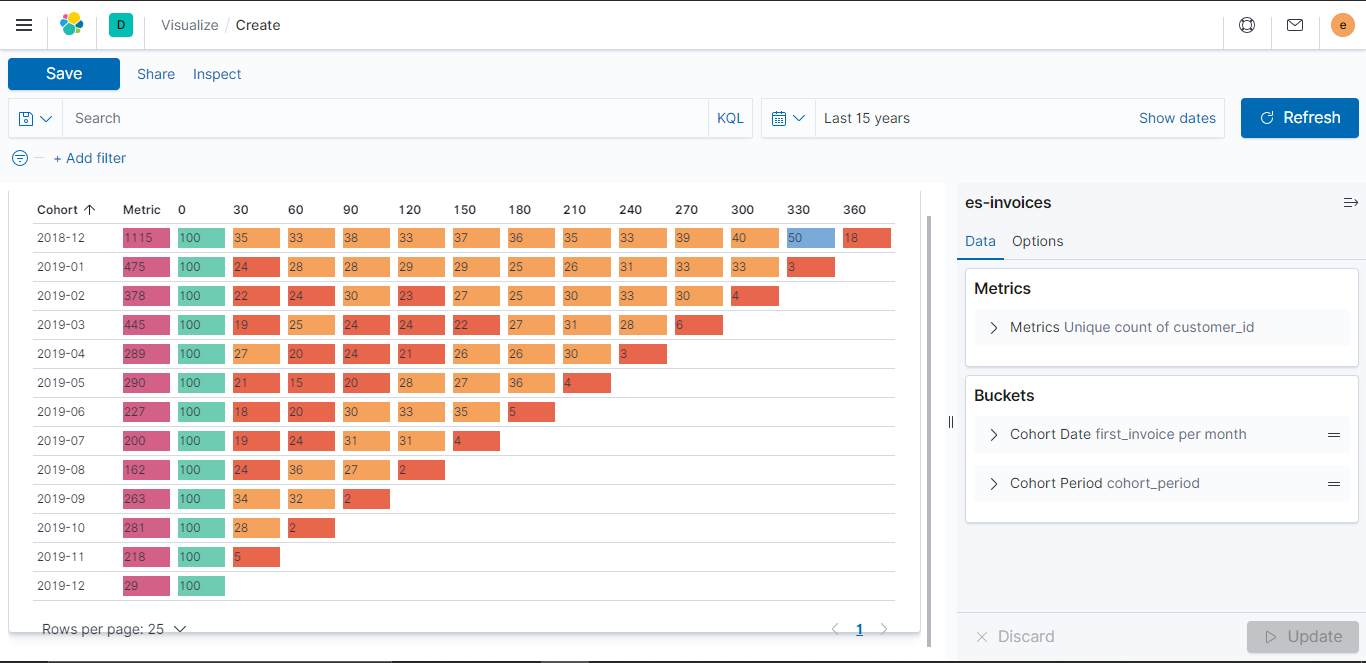 D Visualize / Create e
Save Share Inspect
Search KQL Last 15 years Show dates Refresh
+ Add filter
Cohort Metric 0 30 60 90 120 150 180 210 240 270 300 330 360
2018-12 1115 100 35 33 38 33 37 36 35 33 39 40 50 18
2019-01 475 100 24 28 28 29 29 25 26 31 33 33 3
2019-02 378 100 22 24 30 23 27 25 30 33 30 4
2019-03 445 100 19 25 24 24 22 27 31 28 6
2019-04 289 100 27 20 24 21 26 26 30 3
2019-05 290 100 21 15 20 28 27 36 4
2019-06 227 100 18 20 30 33 35 5
2019-07 200 100 19 24 31 31 4
2019-08 162 100 24 36 27 2
2019-09 263 100 34 32 2
2019-10 281 100 28 2
2019-11 218 100 5
2019-12 29 100
Rows per page: 25 1
es-invoices
Data Options
Metrics
Metrics Unique count of customer_id
Buckets
Cohort Date first_invoice per month
Cohort Period cohort_period
Discard Update